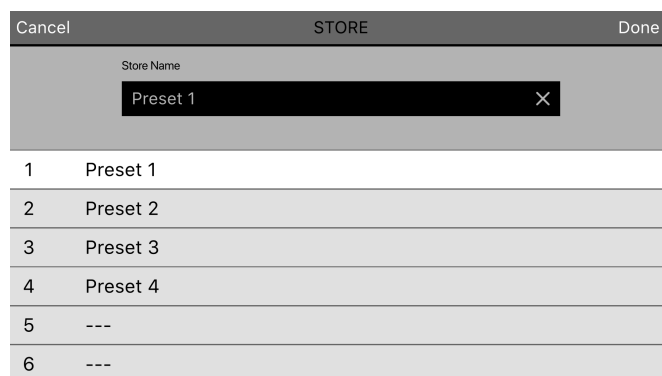 Cancel STORE Done
Store Name
Preset 1
1 Preset 1
2 Preset 2
3 Preset 3
4 Preset 4
5 ---
6 ---